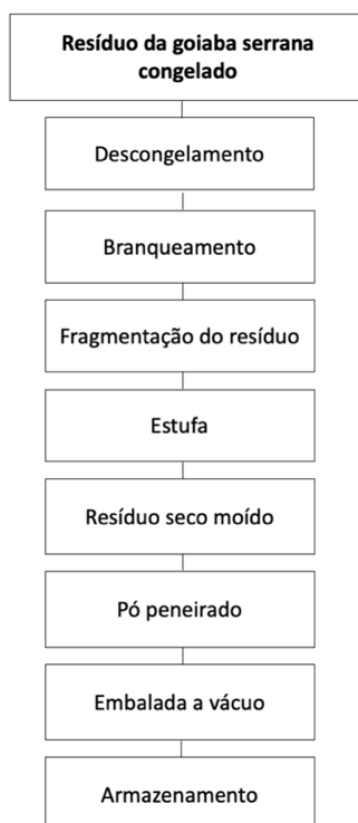 Resíduo da goiaba serrana
congelado
Descongelamento
Branqueamento
Fragmentação do resíduo
Estufa
Resíduo seco moído
Pó peneirado
Embalada a vácuo
Armazenamento